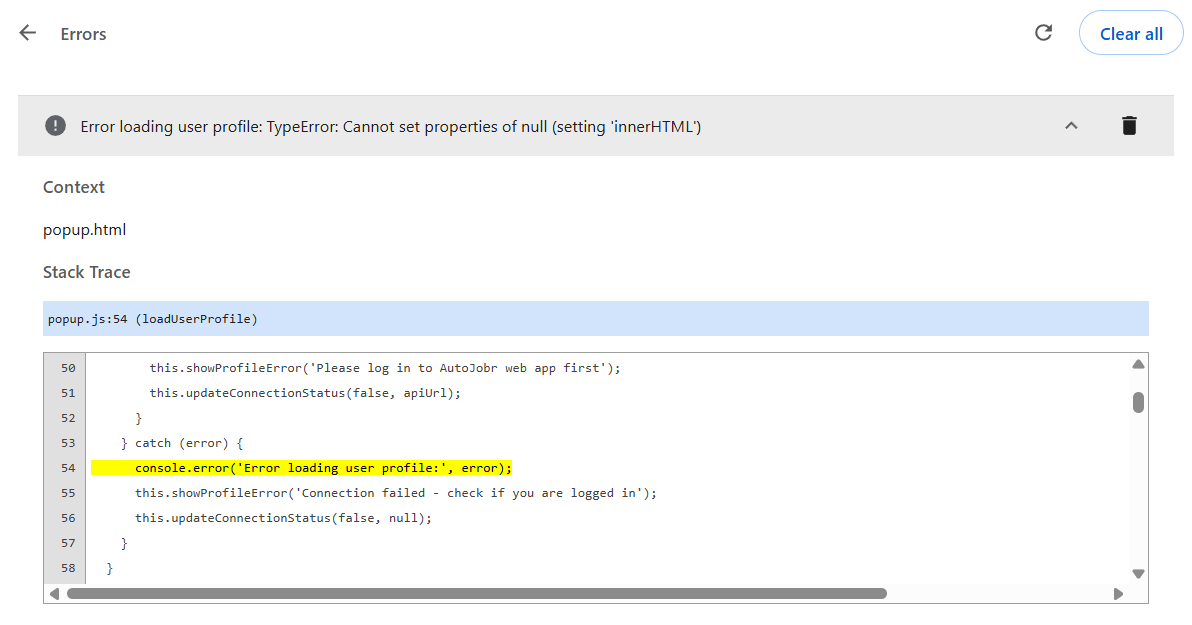 Errors
Clear all
Error loading user profile: TypeError: Cannot set properties of null (setting 'innerHTML')
Context
popup.html
Stack Trace
popup.js:54 (loadUserProfile)
50 this.showProfileError('Please log in to AutoJobr web app first');
51 this.updateConnectionStatus(false, apiUrl);
52 }
53 } catch (error) {
54 console.error('Error loading user profile:', error);
55 this.showProfileError('Connection failed - check if you are logged in');
56 this.updateConnectionStatus(false, null);
57 }
58 }